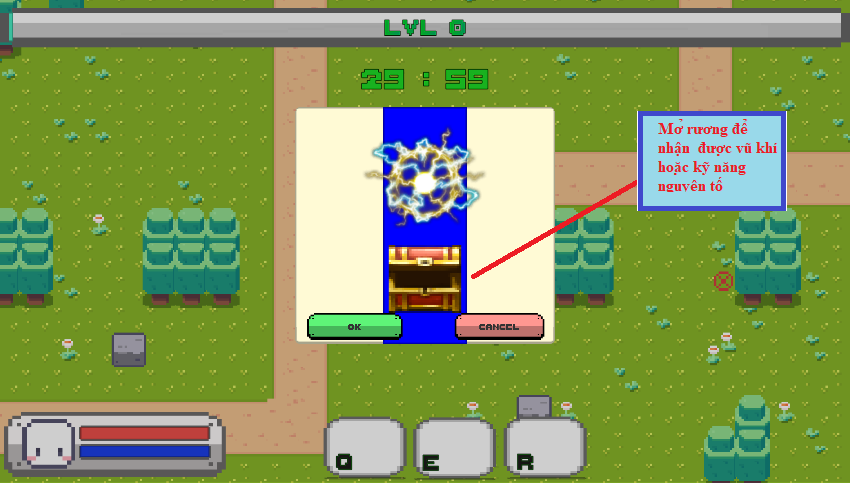 LVL 0
29 : 59
Mở rương để
nhận được vũ khí
hoặc kỹ năng
nguyên tố
OK
CANCEL
Q
E
R